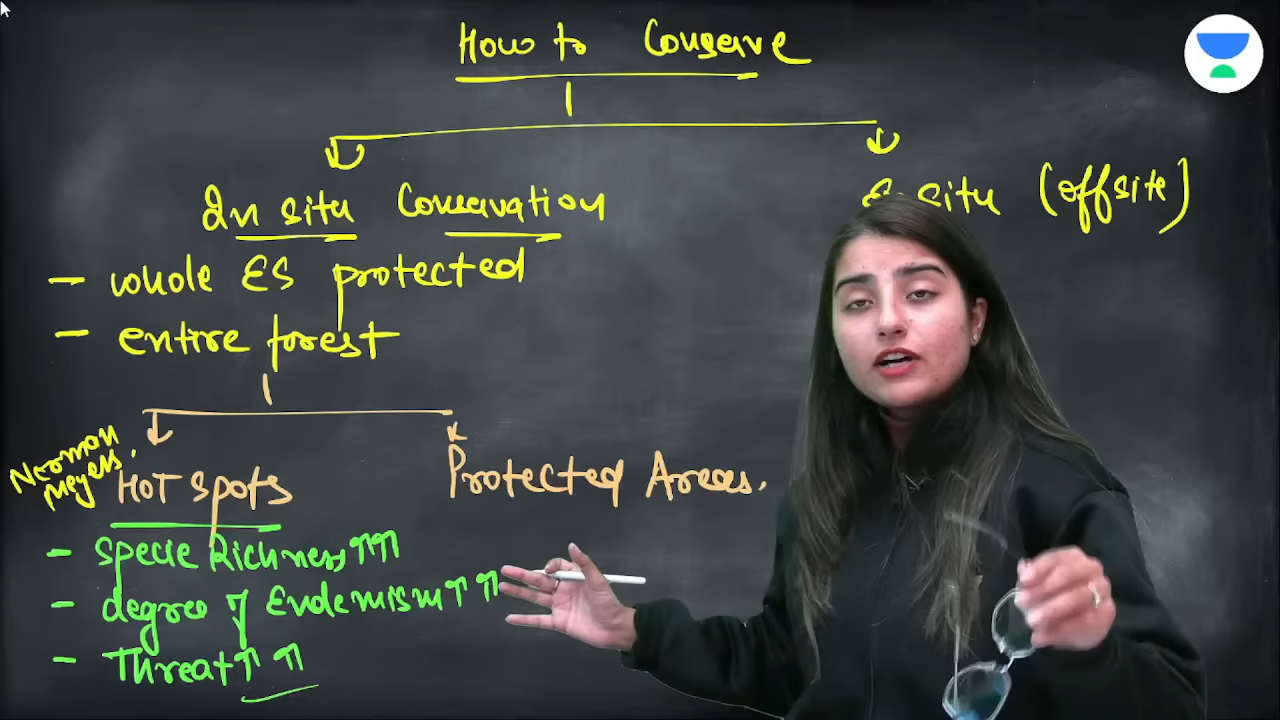 How to Conserve
In situ Conservation
situ (offsite)
- whole ES protected
- entire forest
Norman Meyers.
HOT spots
Protected Areas.
- specie Richness ↑↑
- degree of Endemism ↑ ↑
- Threat ↑ ↑